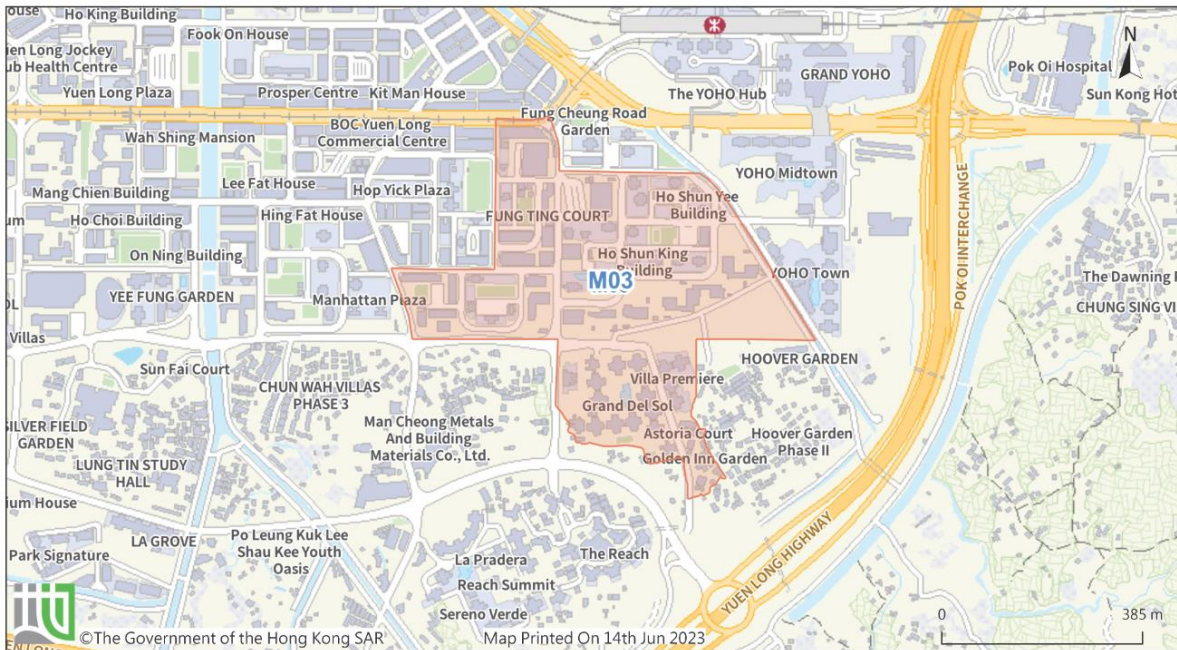 ouse
Ho King Building
Fook On House
uen Long Jockey
ub Health Centre
Yuen Long Plaza
Prosper Centre
Kit Man House
The YOHO Hub
GRAND YOHO
Pok Oi Hospital
N
Sun Kong Hot
Wah Shing Mansion
BOC Yuen Long
Commercial Centre
Fung Cheung Road
Garden
YOHO Midtown
Mang Chien Building
Lee Fat House
Hop Yick Plaza
um
Ho Choi Building
Hing Fat House
FUNG TING COURT
Ho Shun Yee
Building
On Ning Building
Ho Shun King
Building
M03
YOHO Town
POK OI INTERCHANGE
The Dawning P
CHUNG SING VI
OL
YEE FUNG GARDEN
Manhattan Plaza
Villas
Sun Fai Court
CHUN WAH VILLAS
PHASE 3
HOOVER GARDEN
Villa Premiere
Grand Del Sol
SILVER FIELD
GARDEN
Man Cheong Metals
And Building
Materials Co., Ltd.
Astoria Court
Golden Inn Garden
Hoover Garden
Phase II
LUNG TIN STUDY
HALL
ium House
LA GROVE
Park Signature
Po Leung Kuk Lee
Shau Kee Youth
Oasis
La Pradera
The Reach
Reach Summit
Sereno Verde
YUEN LONG HIGHWAY
0
385 m
©The Government of the Hong Kong SAR
Map Printed On 14th Jun 2023